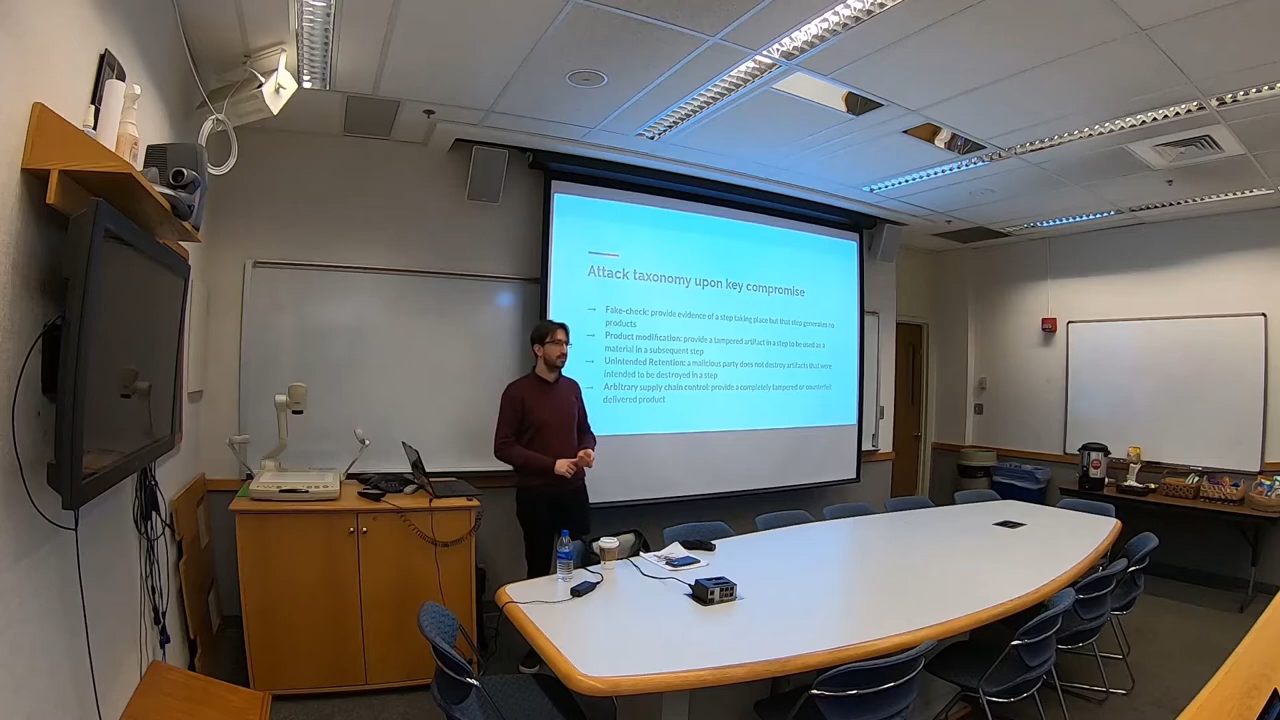 Attack taxonomy upon key compromise
→ Fake-check: provide evidence of a step taking place but that step generates no
products
→ Product modification: provide a tampered artifact in a step to be used as a
material in a subsequent step
→ Unintended Retention: a malicious party does not destroy artifacts that were
intended to be destroyed in a step
→ Arbitrary supply chain control: provide a completely tampered or counterfeit
delivered product